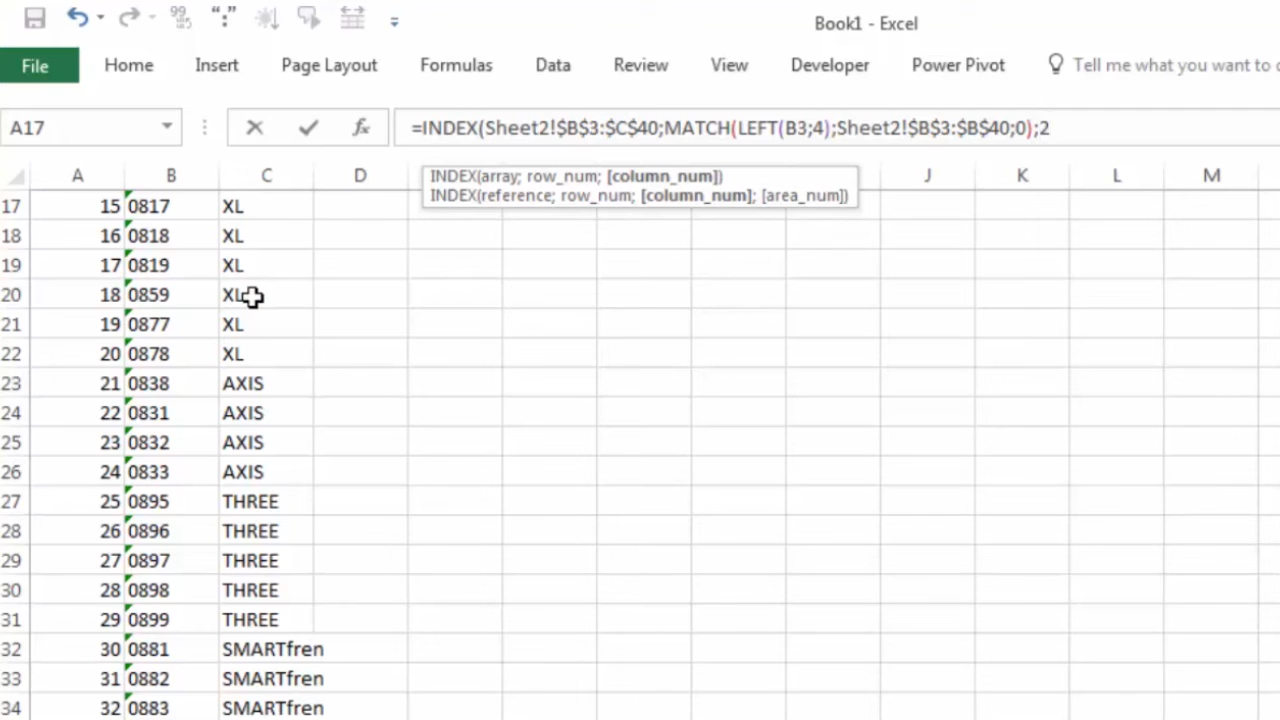 99
Book1 - Excel
File Home Insert Page Layout Formulas Data Review View Developer Power Pivot Tell me what you want to
A17 fx =INDEX(Sheet2!$B$3:$C$40;MATCH(LEFT(B3;4);Sheet2!$B$3:$B$40;0);2
INDEX(array; row_num; [column_num])
INDEX(reference; row_num; [column_num]; [area_num])
A B C D J K L M
17 15 0817 XL
18 16 0818 XL
19 17 0819 XL
20 18 0859 XL
21 19 0877 XL
22 20 0878 XL
23 21 0838 AXIS
24 22 0831 AXIS
25 23 0832 AXIS
26 24 0833 AXIS
27 25 0895 THREE
28 26 0896 THREE
29 27 0897 THREE
30 28 0898 THREE
31 29 0899 THREE
32 30 0881 SMARTfren
33 31 0882 SMARTfren
34 32 0883 SMARTfren